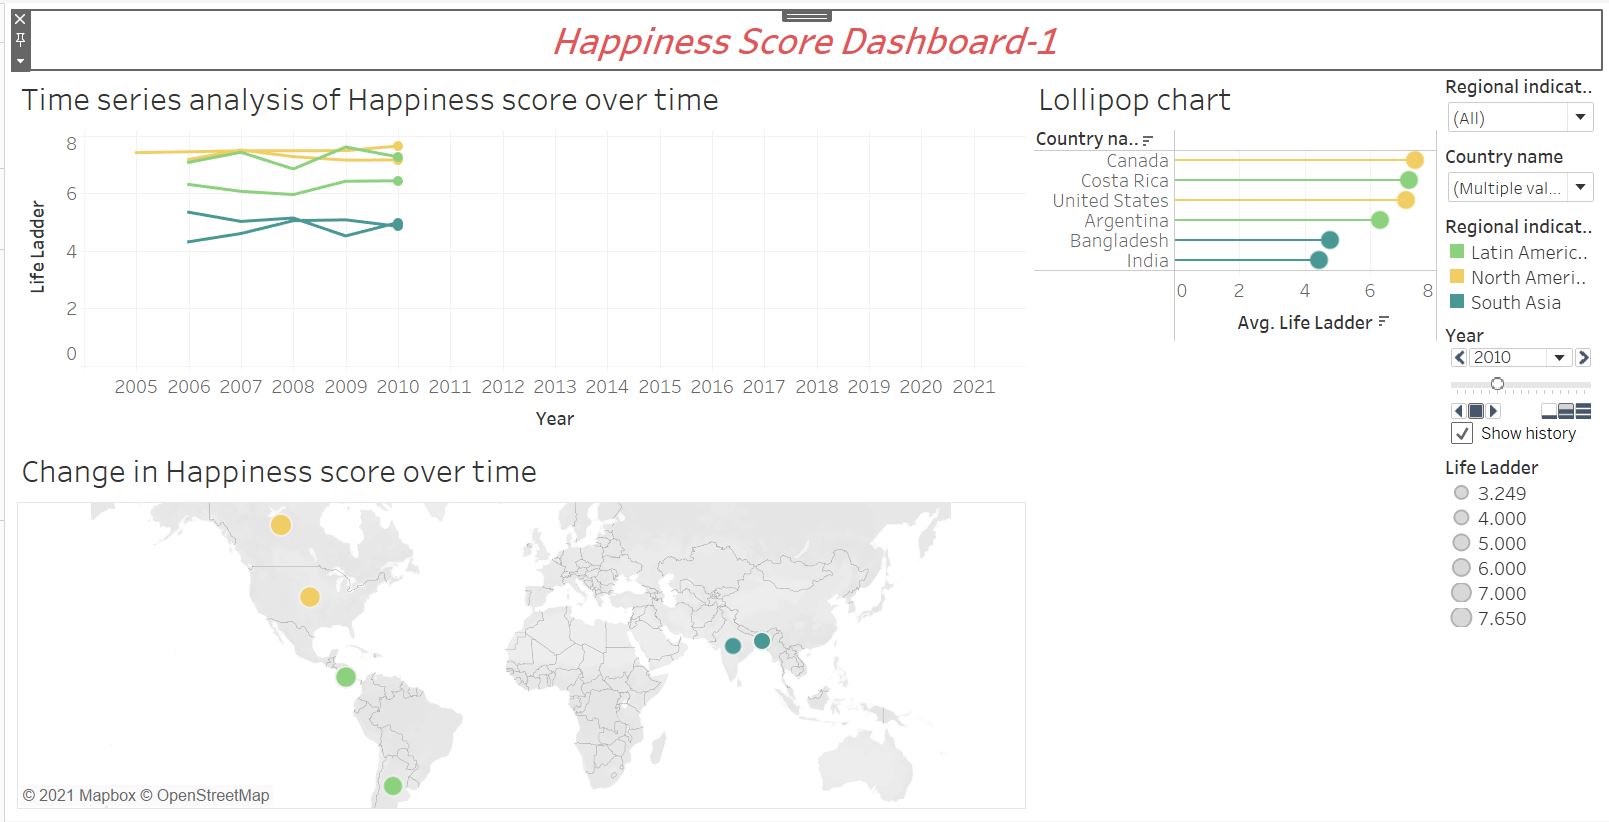 Happiness Score Dashboard-1
Time series analysis of Happiness score over time
8
6
4
2
0
Life Ladder
2005 2006 2007 2008 2009 2010 2011 2012 2013 2014 2015 2016 2017 2018 2019 2020 2021
Year
Lollipop chart
Country na..
Canada
Costa Rica
United States
Argentina
Bangladesh
India
0 2 4 6 8
Avg. Life Ladder
Regional indicat..
(All)
Country name
(Multiple val...
Regional indicat..
Latin Americ..
North Ameri..
South Asia
Year
2010
Show history
Life Ladder
3.249
4.000
5.000
6.000
7.000
7.650
Change in Happiness score over time
© 2021 Mapbox © OpenStreetMap